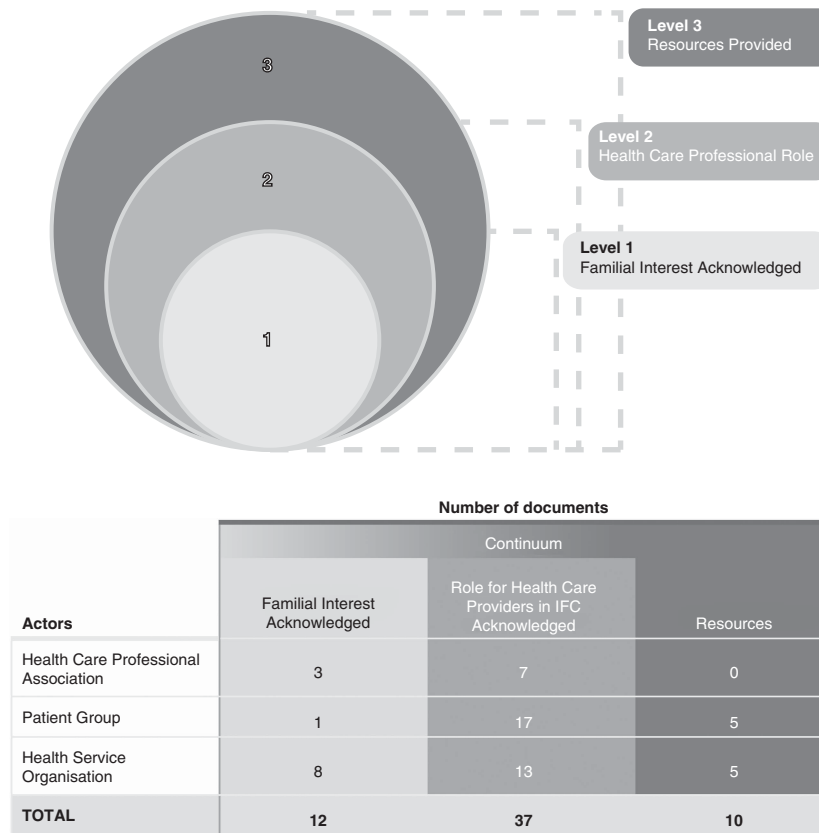 3
Level 3
Resources Provided
2
Level 2
Health Care Professional Role
1
Level 1
Familial Interest Acknowledged
Number of documents
Continuum
Actors
Familial Interest
Acknowledged
Role for Health Care
Providers in IFC
Acknowledged
Resources
Health Care Professional
Association
3
7
0
Patient Group
1
17
5
Health Service
Organisation
8
13
5
TOTAL
12
37
10